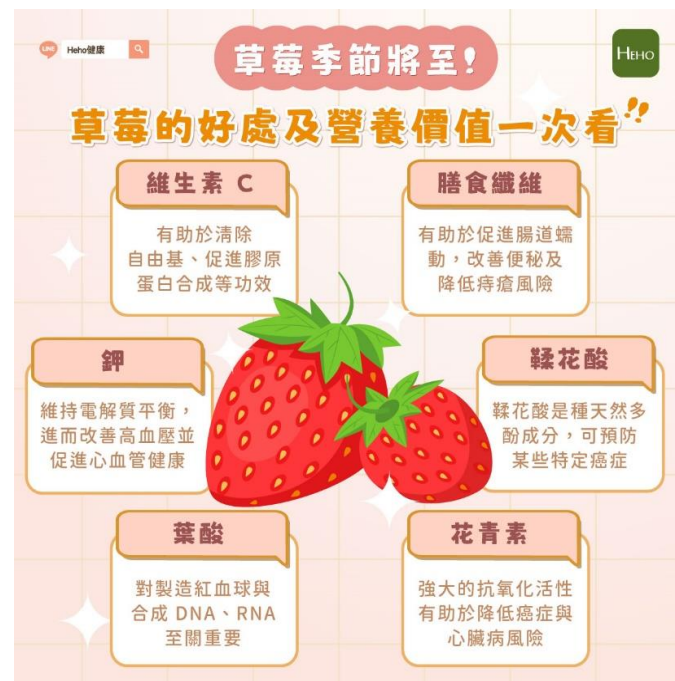 LINE
Heho健康
HEHO
草莓季節將至!
草莓的好處及營養價值一次看!!
維生素 C
有助於清除
自由基、促進膠原
蛋白合成等功效
膳食纖維
有助於促進腸道蠕
動，改善便秘及
降低痔瘡風險
鉀
維持電解質平衡，
進而改善高血壓並
促進心血管健康
鞣花酸
鞣花酸是種天然多
酚成分，可預防
某些特定癌症
葉酸
對製造紅血球與
合成 DNA、RNA
至關重要
花青素
強大的抗氧化活性
有助於降低癌症與
心臟病風險